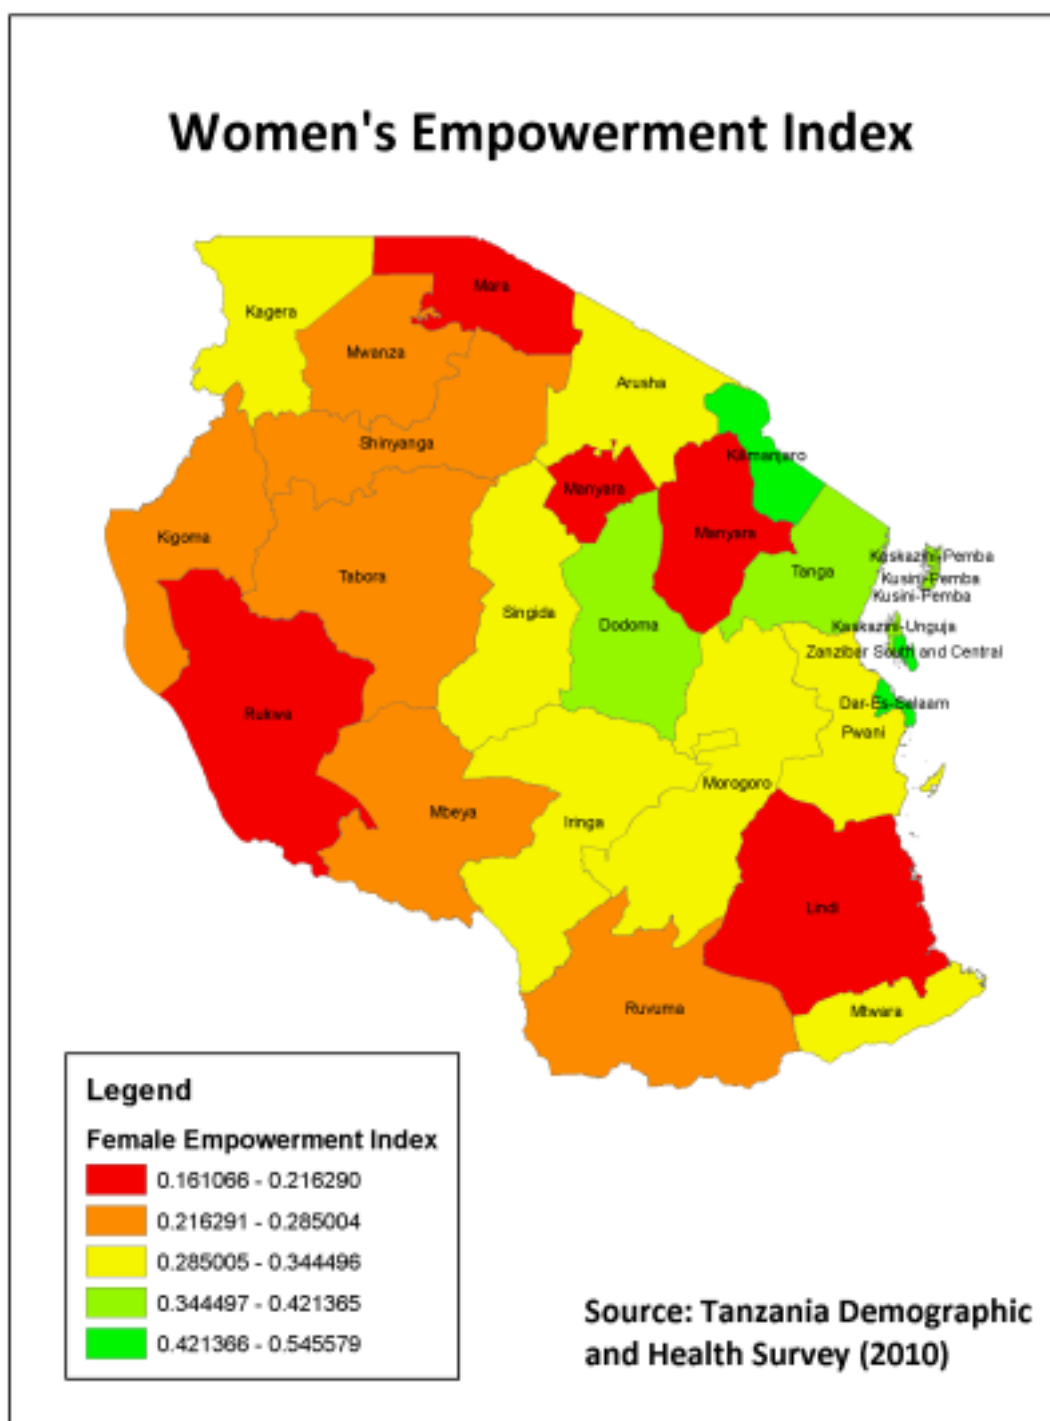 Women's Empowerment Index
Mara
Kagera
Mwanza
Arusha
Shinyanga
Kilimanjaro
Manyara
Manyara
Kigoma
Kaskazini-Pemba
Tabora
Tanga
Kusini-Pemba
Kusini-Pemba
Singida
Dodoma
Kaskazini-Unguja
Zanzibar South and Central
Rukwa
Dar-Es-Salaam
Pwani
Morogoro
Mbeya
Iringa
Lindi
Ruvuma
Mtwara
Legend
Female Empowerment Index
0.161066 - 0.216290
0.216291 - 0.285004
0.285005 - 0.344496
0.344497 - 0.421365
0.421366 - 0.545579
Source: Tanzania Demographic
and Health Survey (2010)